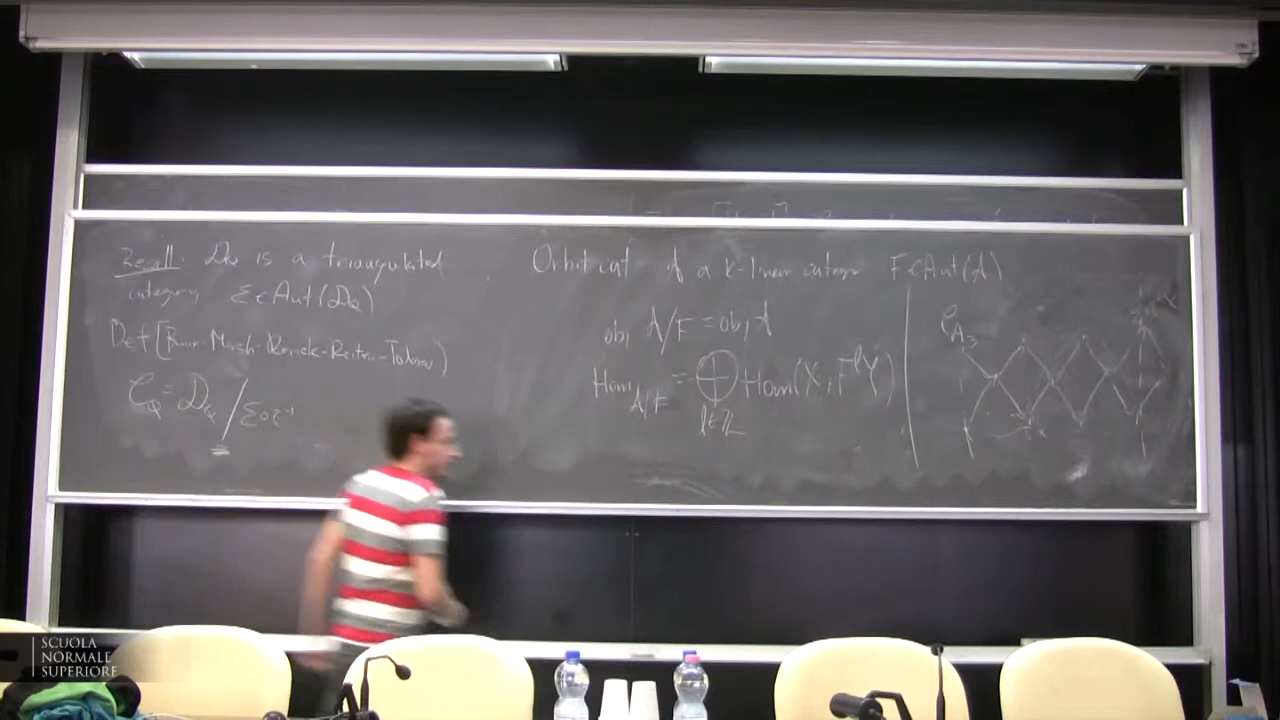 Recall: D_Q is a triangulated
category Σ∈Aut(D_Q)
Def [Buan-Marsh-Reineke-Reiten-Todorov]
C_Q = D_Q / Σ∘τ⁻¹
Orbit cat A a k-linear category F∈Aut(A)
obj A/F = obj A
Hom_{A/F} = ⊕_{l∈ℤ} Hom(X, F^l Y)
C_{A_3}
SCUOLA
NORMALE
SUPERIORE